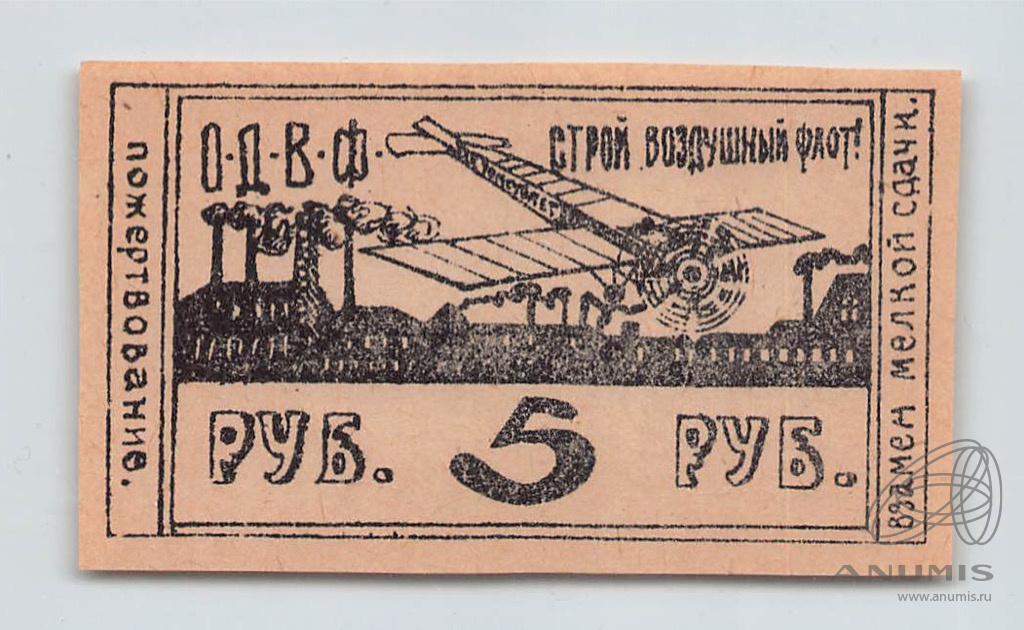 О·Д·В·Ф·
СТРОЙ ВОЗДУШНЫЙ ФЛОТ!
пожертвование.
взамен мелкой сдачи.
РУБ. 5 РУБ.
ANUMIS
www.anumis.ru